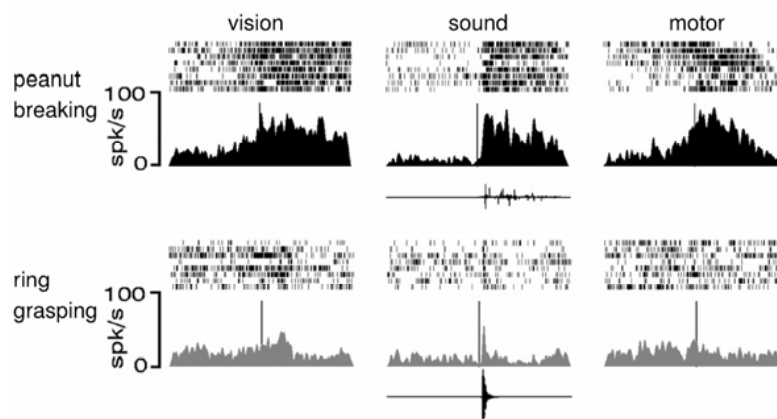 vision sound motor
peanut
breaking
100
spk/s
0
ring
grasping
100
spk/s
0